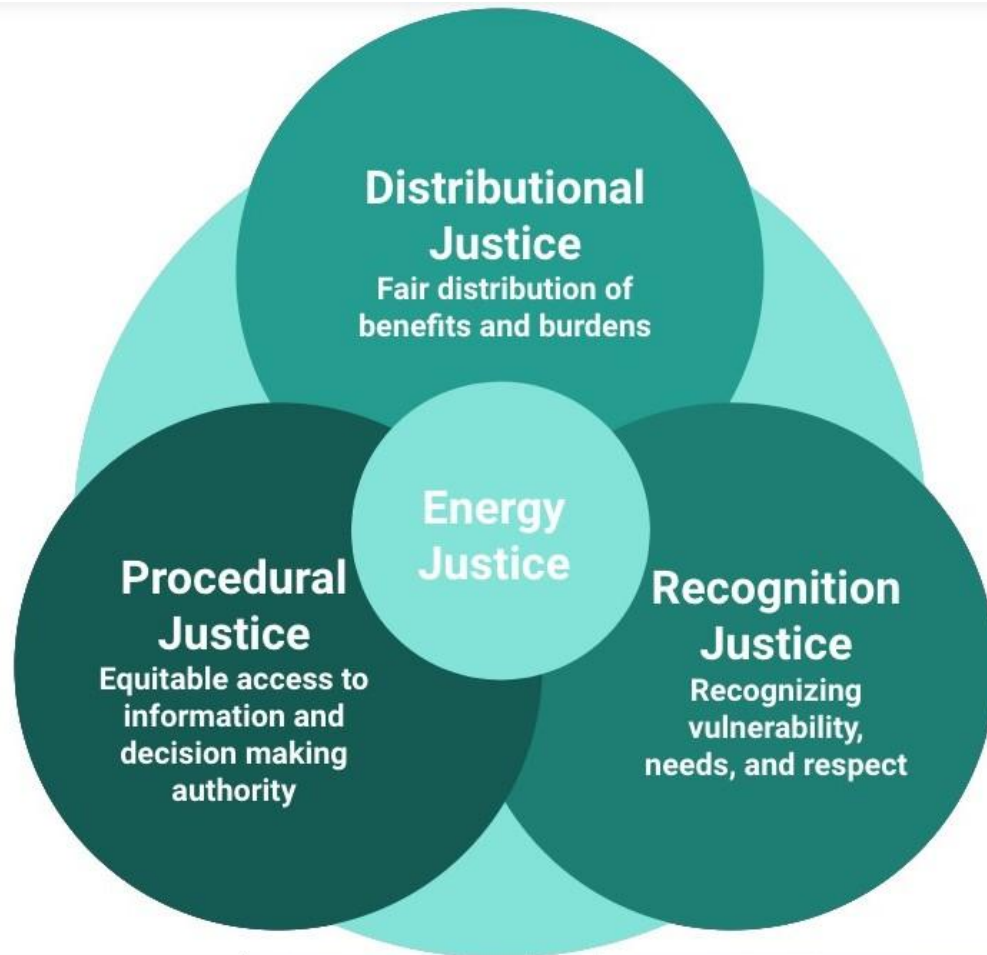 Distributional
Justice
Fair distribution of
benefits and burdens
Energy
Justice
Procedural
Justice
Equitable access to
information and
decision making
authority
Recognition
Justice
Recognizing
vulnerability,
needs, and respect